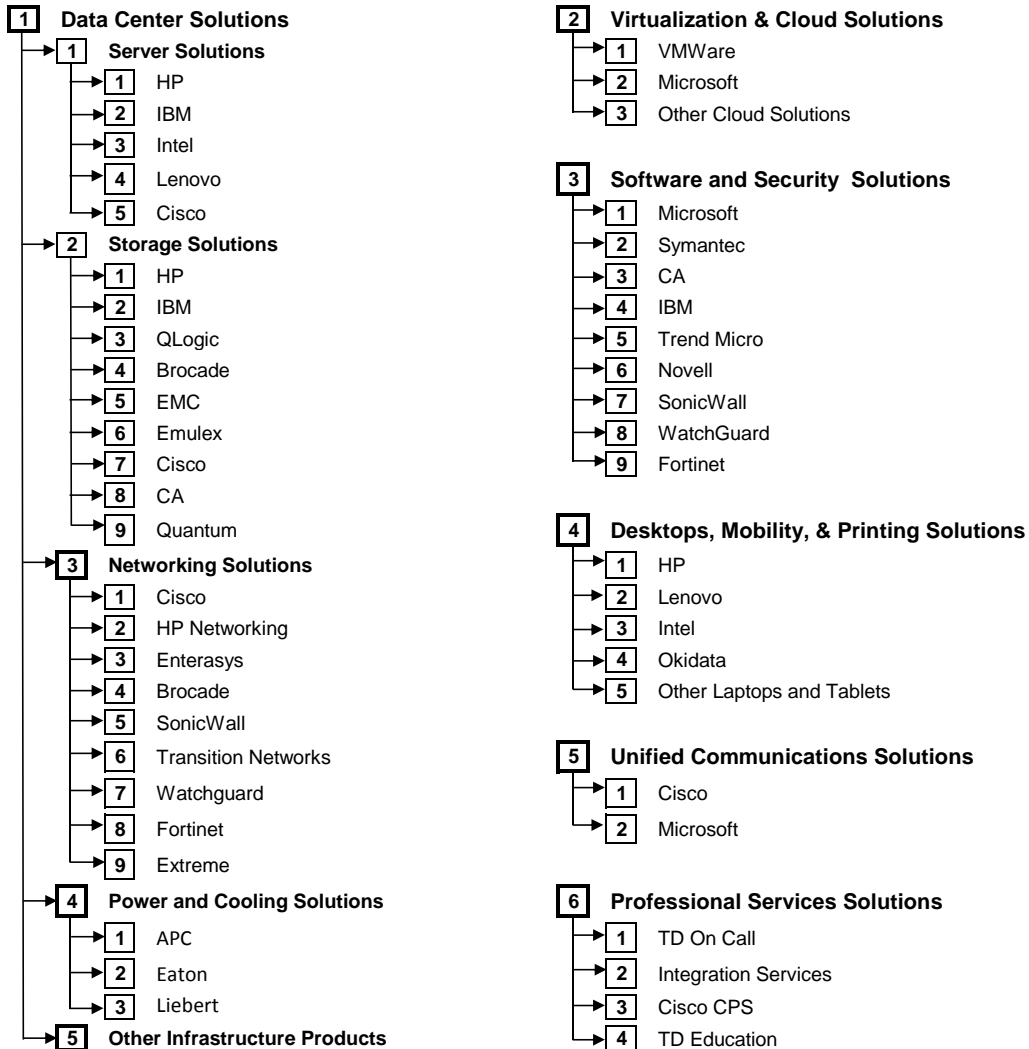 1 Data Center Solutions
1 Server Solutions
1 HP
2 IBM
3 Intel
4 Lenovo
5 Cisco
2 Storage Solutions
1 HP
2 IBM
3 QLogic
4 Brocade
5 EMC
6 Emulex
7 Cisco
8 CA
9 Quantum
3 Networking Solutions
1 Cisco
2 HP Networking
3 Enterasys
4 Brocade
5 SonicWall
6 Transition Networks
7 Watchguard
8 Fortinet
9 Extreme
4 Power and Cooling Solutions
1 APC
2 Eaton
3 Liebert
5 Other Infrastructure Products
2 Virtualization & Cloud Solutions
1 VMWare
2 Microsoft
3 Other Cloud Solutions
3 Software and Security Solutions
1 Microsoft
2 Symantec
3 CA
4 IBM
5 Trend Micro
6 Novell
7 SonicWall
8 WatchGuard
9 Fortinet
4 Desktops, Mobility, & Printing Solutions
1 HP
2 Lenovo
3 Intel
4 Okidata
5 Other Laptops and Tablets
5 Unified Communications Solutions
1 Cisco
2 Microsoft
6 Professional Services Solutions
1 TD On Call
2 Integration Services
3 Cisco CPS
4 TD Education